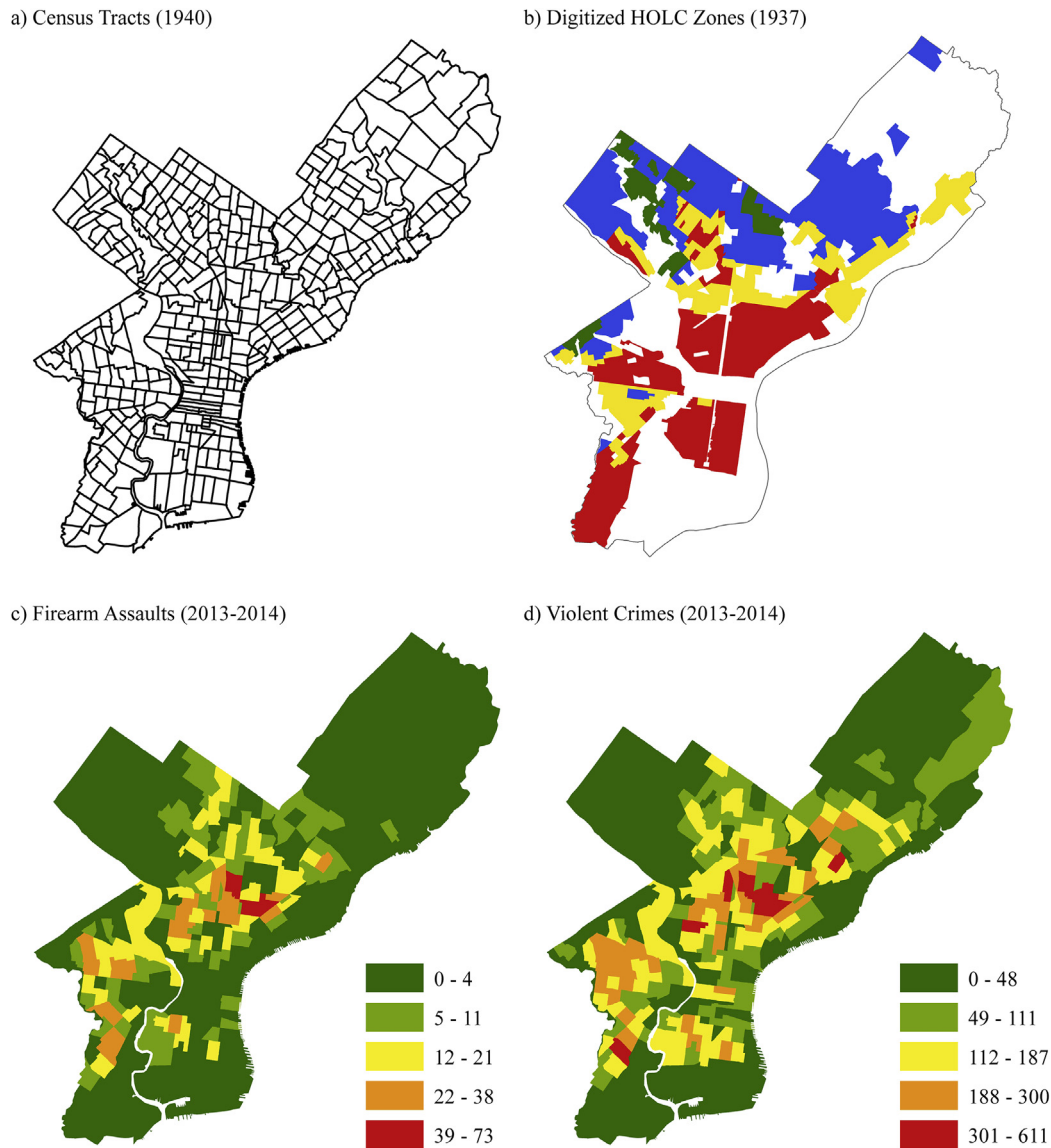 a) Census Tracts (1940)
b) Digitized HOLC Zones (1937)
c) Firearm Assaults (2013-2014)
d) Violent Crimes (2013-2014)
0 - 4
5 - 11
12 - 21
22 - 38
39 - 73
0 - 48
49 - 111
112 - 187
188 - 300
301 - 611